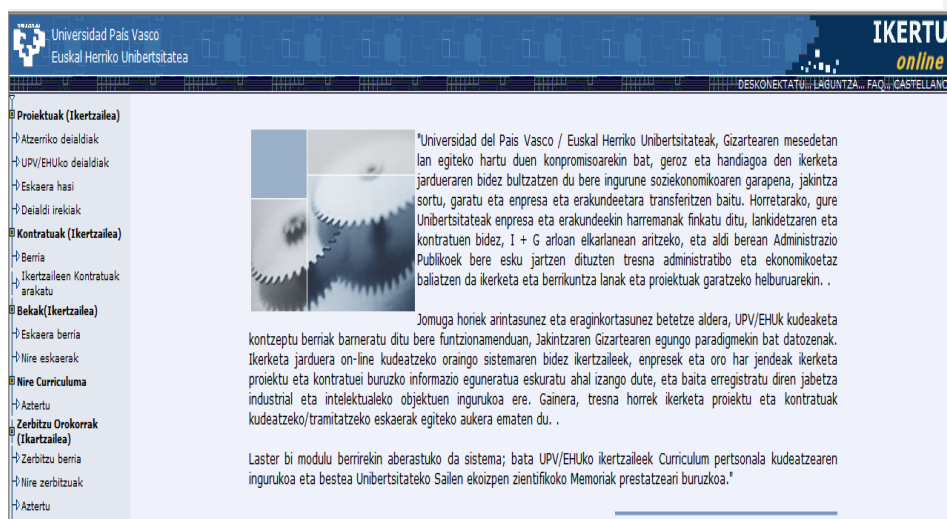 Universidad País Vasco
Euskal Herriko Unibertsitatea
IKERTU
online
DESKONEKTATU... LAGUNTZA... FAQ... CASTELLANO
Proiektuak (Ikertzailea)
Atzerriko deialdiak
UPV/EHUko deialdiak
Eskaera hasi
Deialdi irekiak
Kontratuak (Ikertzailea)
Berria
Ikertzaileen Kontratuak
arakatu
Bekak(Ikertzailea)
Eskaera berria
Nire eskaerak
Nire Curriculuma
Aztertu
Zerbitzu Orokorrak
(Ikartzailea)
Zerbitzu berria
Nire zerbitzuak
Aztertu
"Universidad del Pais Vasco / Euskal Herriko Unibertsitateak, Gizartearen mesedetan
lan egiteko hartu duen konpromisoarekin bat, geroz eta handiagoa den ikerketa
jardueraren bidez bultzatzen du bere ingurune soziekonomikoaren garapena, jakintza
sortu, garatu eta enpresa eta erakundeetara transferitzen baitu. Horretarako, gure
Unibertsitateak enpresa eta erakundeekin harremanak finkatu ditu, lankidetzaren eta
kontratuen bidez, I + G arloan elkarlanean aritzeko, eta aldi berean Administrazio
Publikoek bere esku jartzen dituzten tresna administratibo eta ekonomikoetaz
baliatzen da ikerketa eta berrikuntza lanak eta proiektuak garatzeko helburuarekin. .
Jomuga horiek arintasunez eta eraginkortasunez betetze aldera, UPV/EHUk kudeaketa
kontzeptu berriak barneratu ditu bere funtzionamenduan, Jakintzaren Gizartearen egungo paradigmekin bat datozenak.
Ikerketa jarduera on-line kudeatzeko oraingo sistemaren bidez ikertzaileek, enpresek eta oro har jendeak ikerketa
proiektu eta kontratuei buruzko informazio eguneratua eskuratu ahal izango dute, eta baita erregistratu diren jabetza
industrial eta intelektualeko objektuen ingurukoa ere. Gainera, tresna horrek ikerketa proiektu eta kontratuak
kudeatzeko/tramitatzeko eskaerak egiteko aukera ematen du. .
Laster bi modulu berrirekin aberastuko da sistema; bata UPV/EHUko ikertzaileek Curriculum pertsonala kudeatzearen
ingurukoa eta bestea Unibertsitateko Sailen ekoizpen zientifikoko Memoriak prestatzeari buruzkoa."